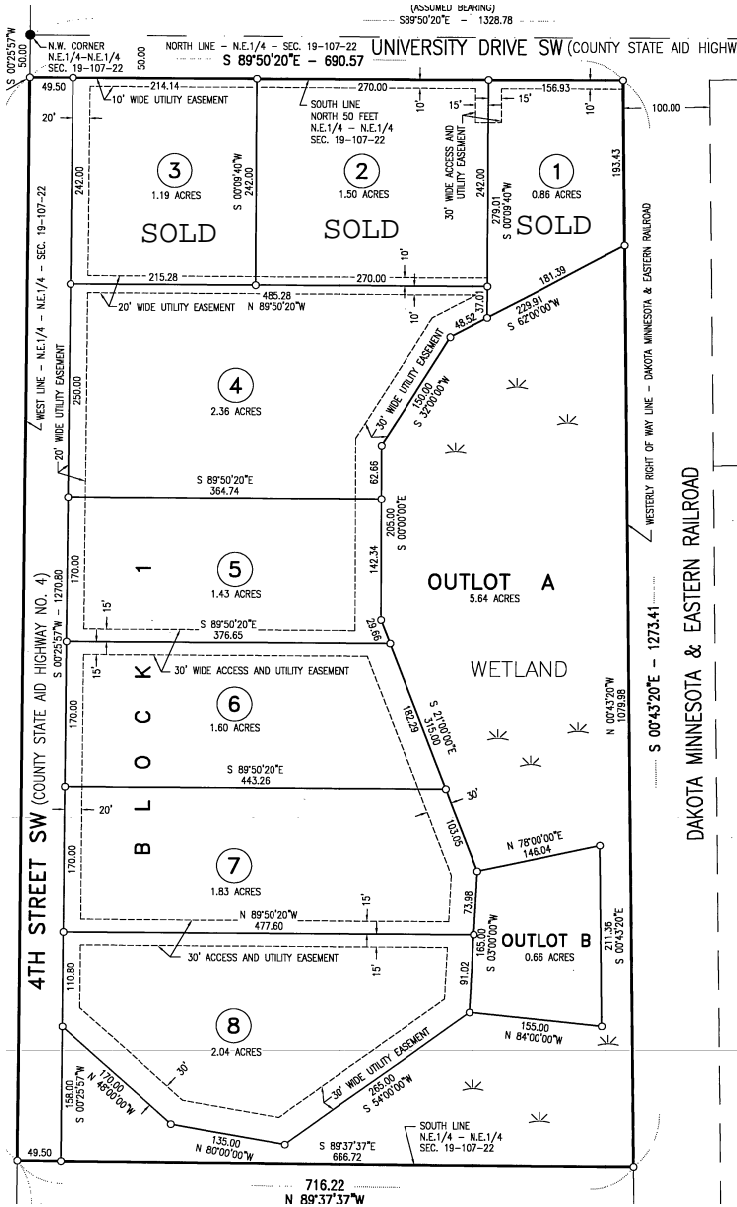 (ASSUMED BEARING)
S89°50'20"E - 1328.78
S 00°25'57"W
50.00
N.W. CORNER
N.E.1/4-N.E.1/4
SEC. 19-107-22
50.00
NORTH LINE - N.E.1/4 - SEC. 19-107-22
UNIVERSITY DRIVE SW (COUNTY STATE AID HIGHW
S 89°50'20"E - 690.57
49.50
214.14
270.00
156.93
10' WIDE UTILITY EASEMENT
SOUTH LINE
NORTH 50 FEET
N.E.1/4 - N.E.1/4
SEC. 19-107-22
10'
15'
15'
10'
100.00
20'
242.00
3
1.19 ACRES
SOLD
S 00°09'40"W
242.00
2
1.50 ACRES
SOLD
30' WIDE ACCESS AND
UTILITY EASEMENT
242.00
279.01
S 00°09'40"W
1
0.86 ACRES
SOLD
193.43
WEST LINE - N.E.1/4 - N.E.1/4 - SEC. 19-107-22
215.28
270.00
10'
20' WIDE UTILITY EASEMENT
485.28
N 89°50'20"W
10'
37.01
181.39
229.91
S 62°00'00"W
48.52
WESTERLY RIGHT OF WAY LINE - DAKOTA MINNESOTA & EASTERN RAILROAD
20' WIDE UTILITY EASEMENT
250.00
4
2.36 ACRES
30' WIDE UTILITY EASEMENT
150.00
S 32°00'00"W
62.66
S 89°50'20"E
364.74
205.00
S 00°00'00"E
170.00
1
5
1.43 ACRES
142.34
OUTLOT A
5.64 ACRES
DAKOTA MINNESOTA & EASTERN RAILROAD
S 00°25'57"W - 1270.80
15'
S 89°50'20"E
376.65
29.66
15'
30' WIDE ACCESS AND UTILITY EASEMENT
WETLAND
4TH STREET SW (COUNTY STATE AID HIGHWAY NO. 4)
170.00
BLOCK
6
1.60 ACRES
182.29
S 21°00'00"E
315.00
N 00°43'20"W
1079.98
S 00°43'20"E - 1273.41
S 89°50'20"E
443.26
20'
30'
103.05
170.00
7
1.83 ACRES
N 78°00'00"E
146.04
15'
N 89°50'20"W
477.60
73.98
165.00
S 03°00'00"W
OUTLOT B
0.66 ACRES
211.36
S 00°43'20"E
30' ACCESS AND UTILITY EASEMENT
15'
110.80
91.02
8
2.04 ACRES
155.00
N 84°00'00"W
30'
30' WIDE UTILITY EASEMENT
265.00
S 54°00'00"W
158.00
S 00°25'57"W
170.00
N 48°00'00"W
135.00
N 80°00'00"W
SOUTH LINE
N.E.1/4 - N.E.1/4
SEC. 19-107-22
49.50
S 89°37'37"E
666.72
716.22
N 89°37'37"W